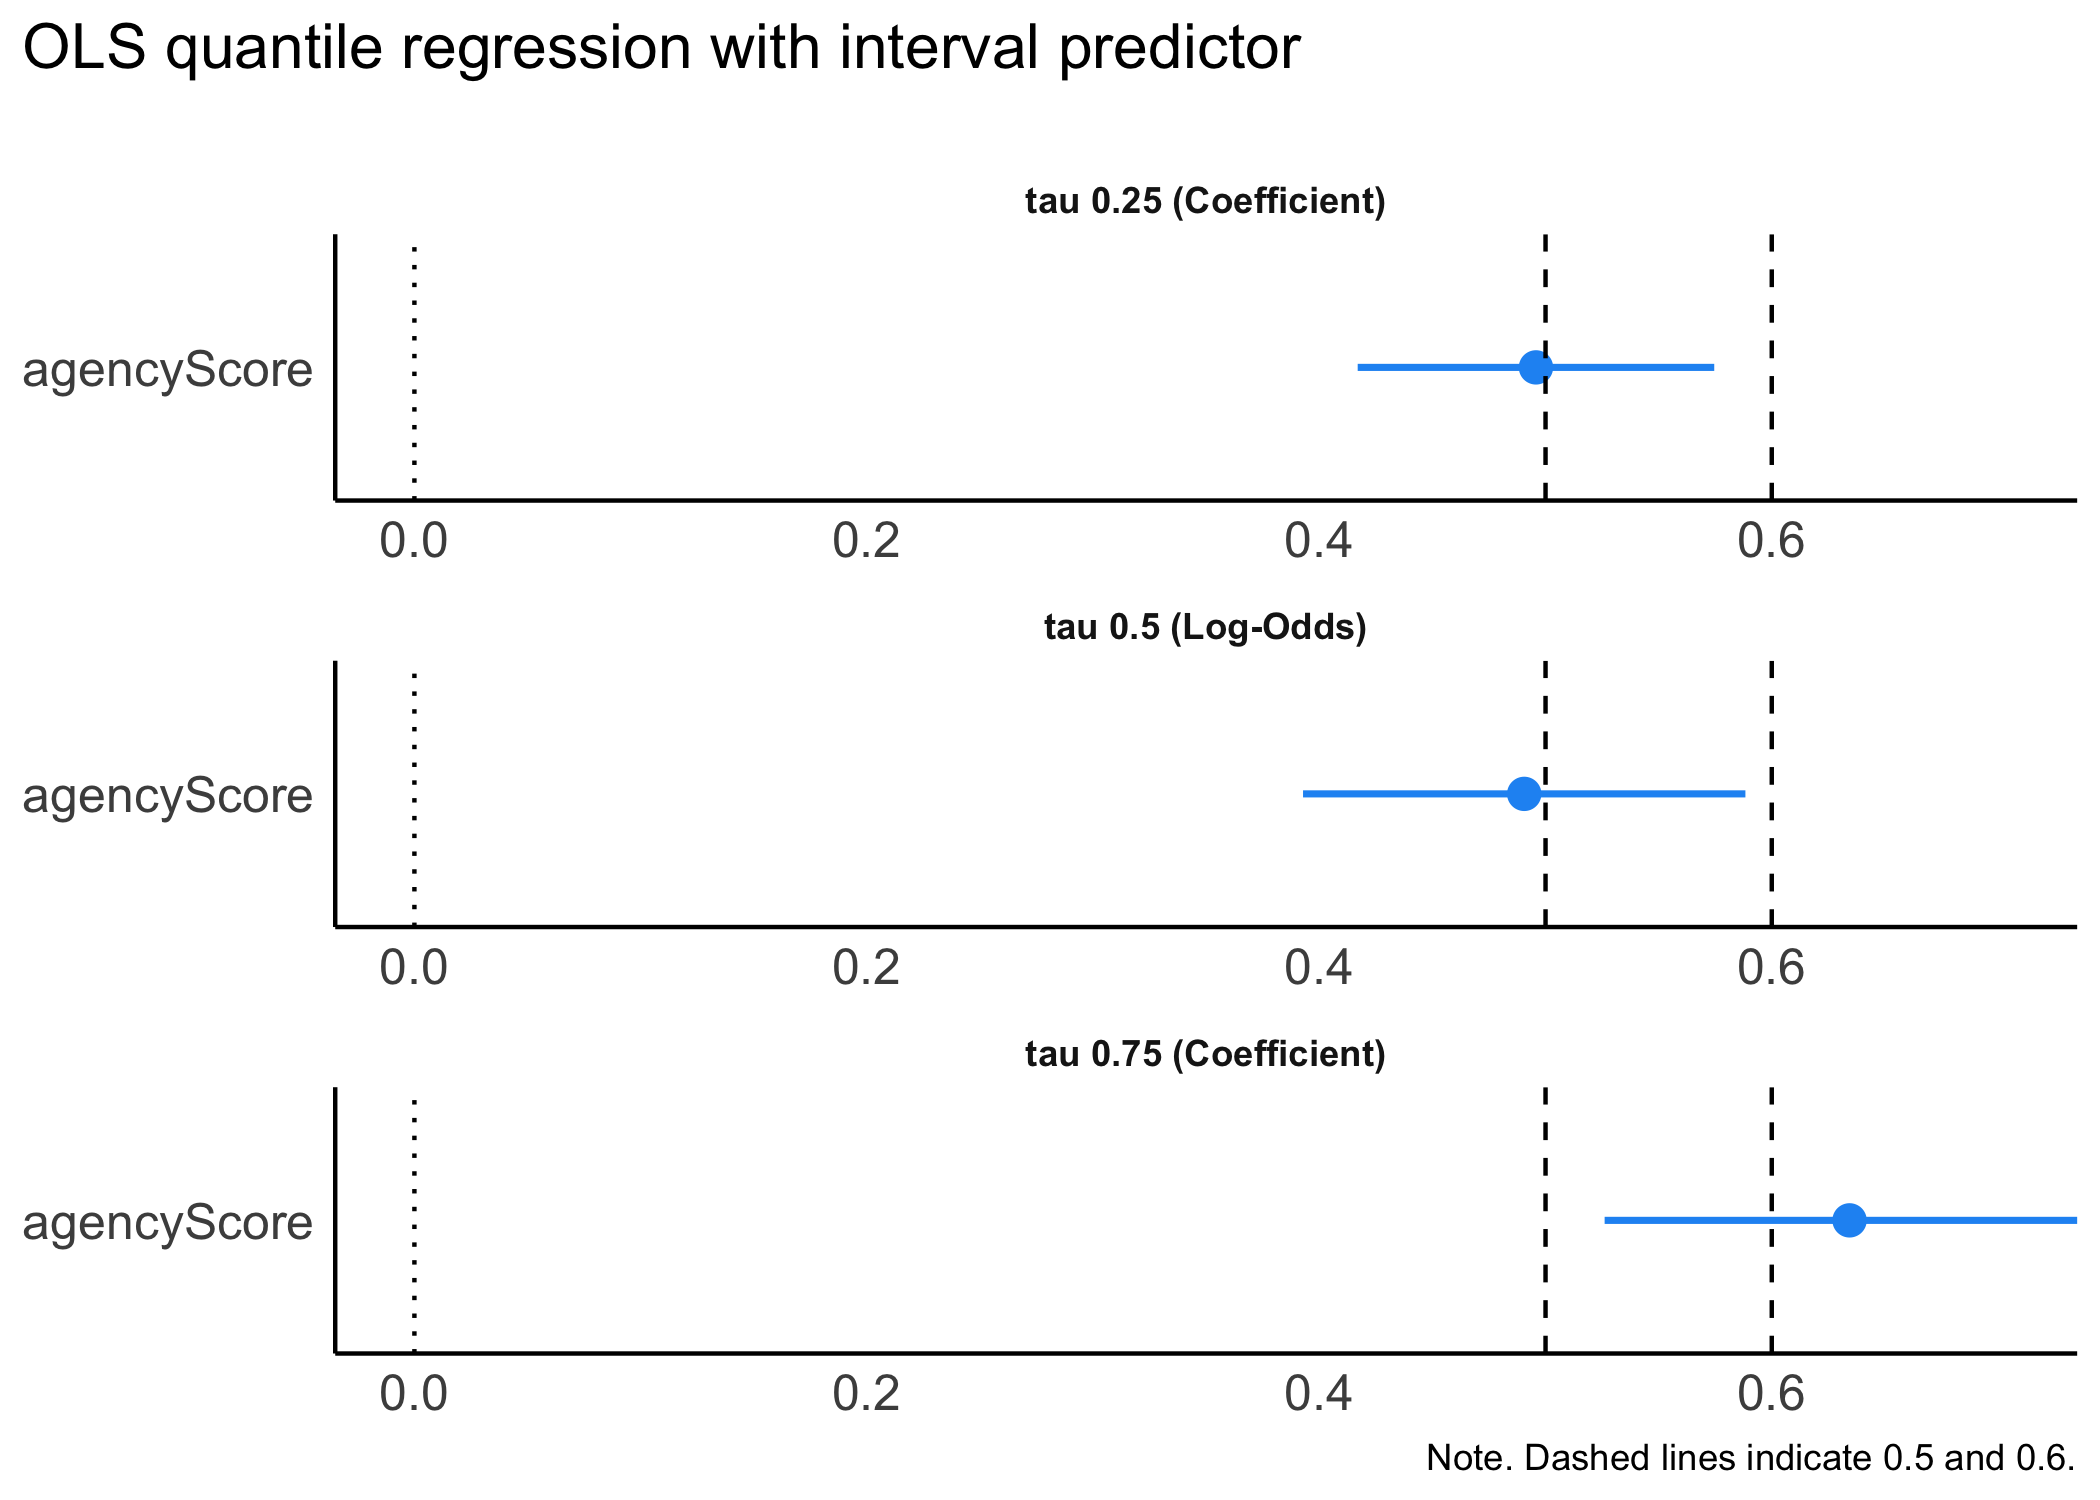 OLS quantile regression with interval predictor
tau 0.25 (Coefficient)
agencyScore
0.0 0.2 0.4 0.6
tau 0.5 (Log-Odds)
agencyScore
0.0 0.2 0.4 0.6
tau 0.75 (Coefficient)
agencyScore
0.0 0.2 0.4 0.6
Note. Dashed lines indicate 0.5 and 0.6.